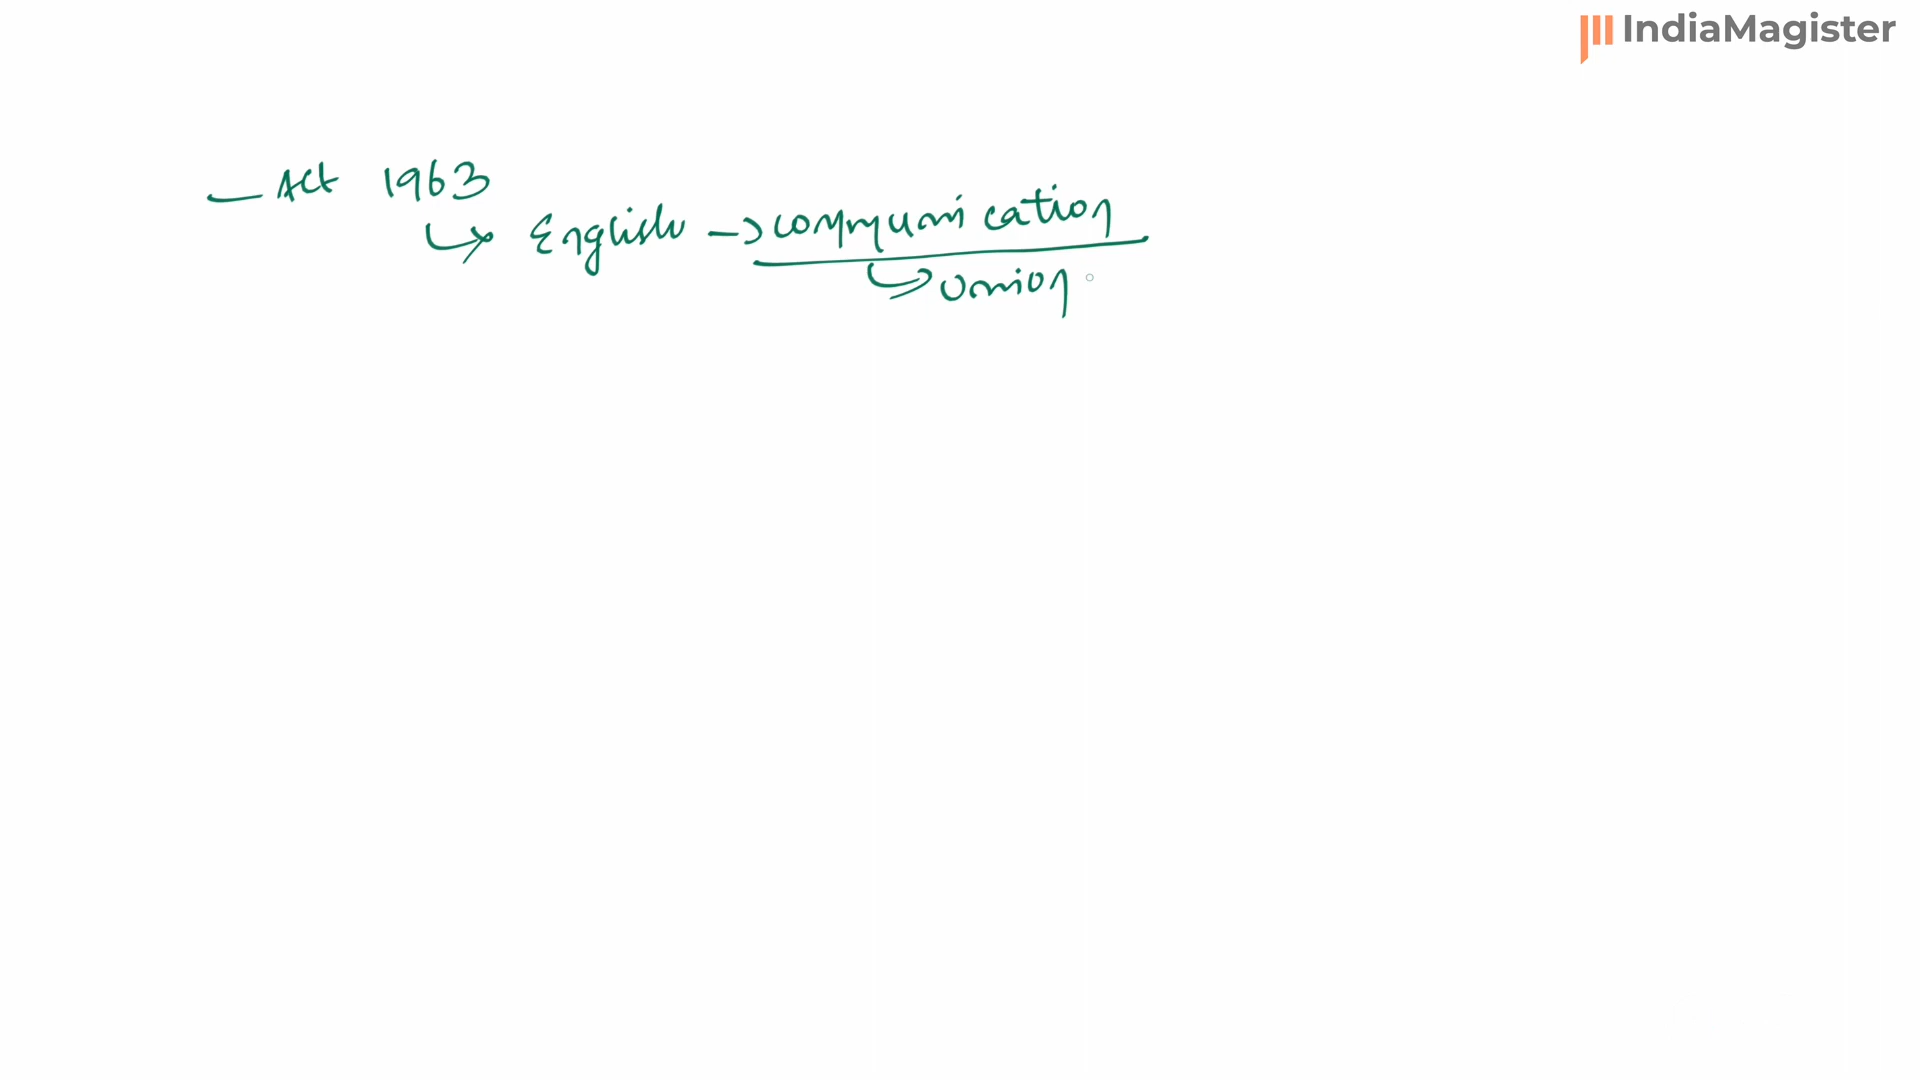 IndiaMagister
— Act 1963
↳ English → communication
↳ Union